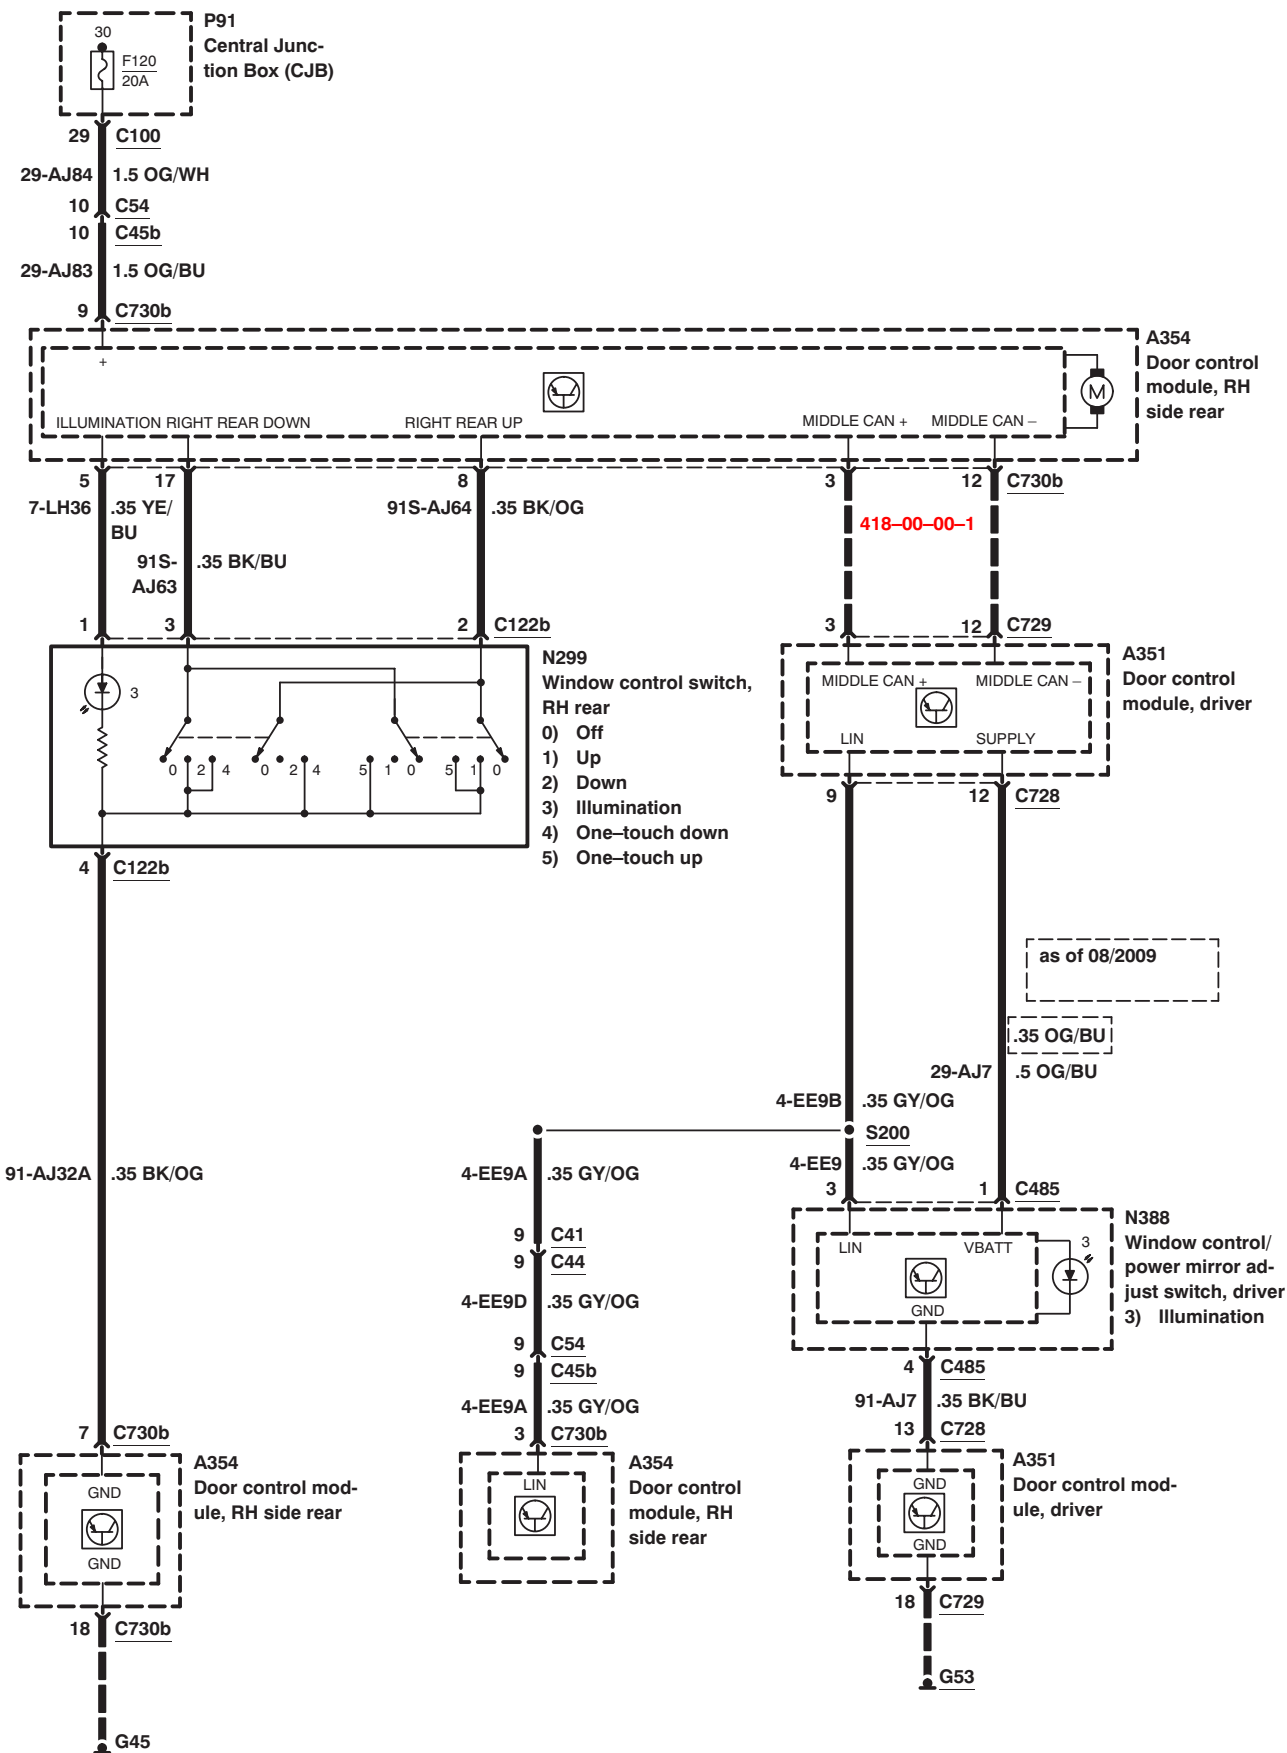 30
F120
20A
P91
Central Junc-
tion Box (CJB)
29 C100
29-AJ84 1.5 OG/WH
10 C54
10 C45b
29-AJ83 1.5 OG/BU
9 C730b
A354
Door control
module, RH
side rear
+
M
ILLUMINATION RIGHT REAR DOWN RIGHT REAR UP MIDDLE CAN + MIDDLE CAN –
5 17 8 3 12 C730b
7-LH36 .35 YE/
BU
91S-AJ64 .35 BK/OG
418–00–00–1
91S-
AJ63
.35 BK/BU
1 3 2 C122b
3 12 C729
N299
Window control switch,
RH rear
0) Off
1) Up
2) Down
3) Illumination
4) One–touch down
5) One–touch up
3
0 2 4 0 2 4 5 1 0 5 1 0
A351
Door control
module, driver
MIDDLE CAN + MIDDLE CAN –
LIN SUPPLY
9 12 C728
4 C122b
as of 08/2009
.35 OG/BU
29-AJ7 .5 OG/BU
4-EE9B .35 GY/OG
S200
4-EE9 .35 GY/OG
91-AJ32A .35 BK/OG
4-EE9A .35 GY/OG
3 1 C485
N388
Window control/
power mirror ad-
just switch, driver
3) Illumination
LIN VBATT
3
GND
9 C41
9 C44
4-EE9D .35 GY/OG
9 C54
9 C45b
4-EE9A .35 GY/OG
3 C730b
4 C485
91-AJ7 .35 BK/BU
13 C728
7 C730b
A354
Door control mod-
ule, RH side rear
GND
GND
A354
Door control
module, RH
side rear
LIN
A351
Door control mod-
ule, driver
GND
GND
18 C729
G53
18 C730b
G45